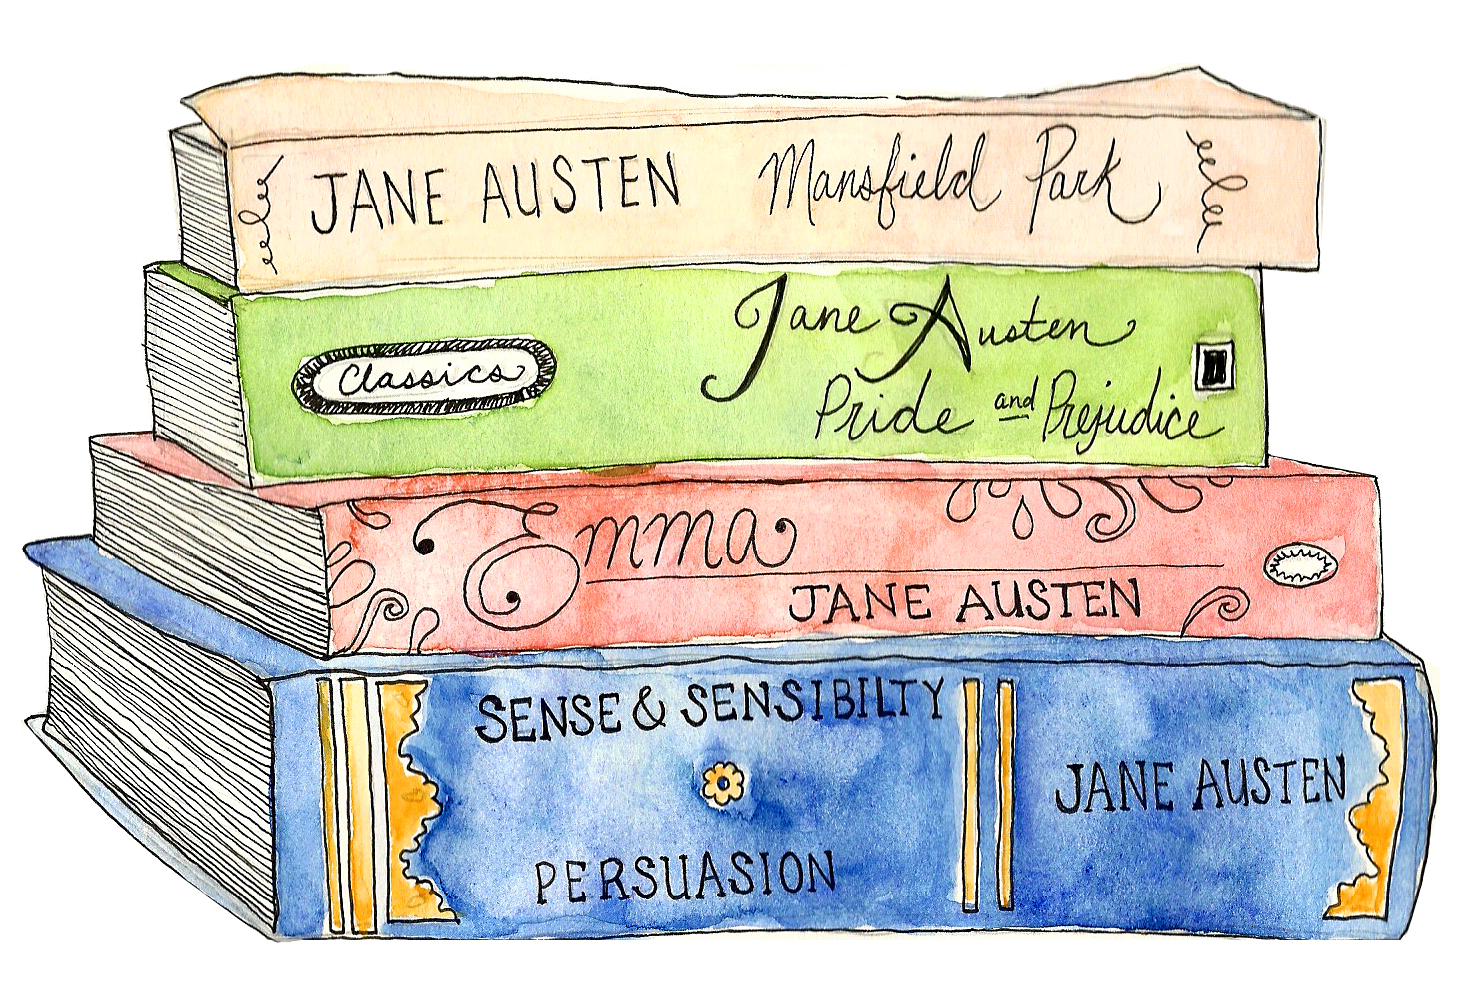 JANE AUSTEN Mansfield Park
Classics
Jane Austen
Pride and Prejudice
Emma
JANE AUSTEN
SENSE & SENSIBILTY
PERSUASION
JANE AUSTEN